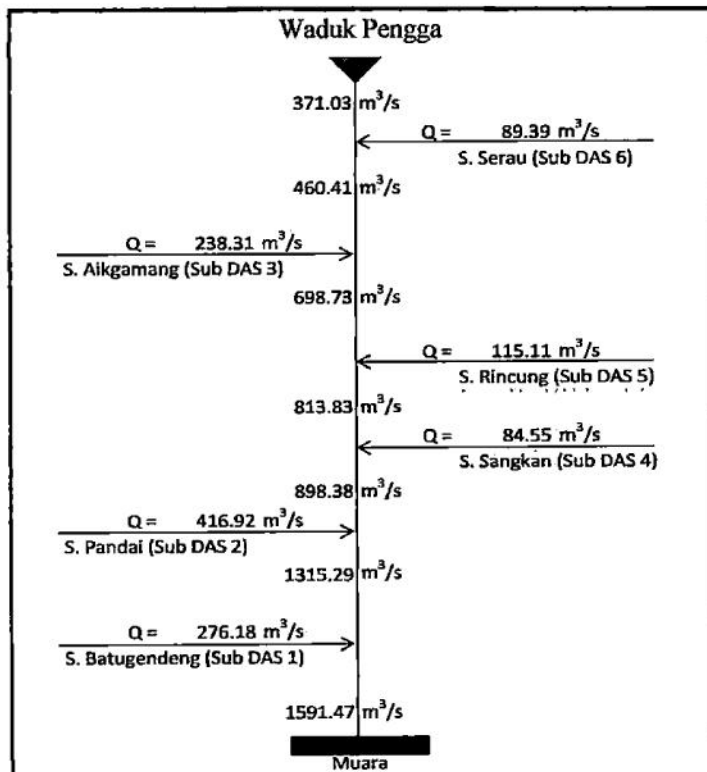 Waduk Pengga
371.03 m³/s
Q = 89.39 m³/s
S. Serau (Sub DAS 6)
460.41 m³/s
Q = 238.31 m³/s
S. Aikgamang (Sub DAS 3)
698.73 m³/s
Q = 115.11 m³/s
S. Rincung (Sub DAS 5)
813.83 m³/s
Q = 84.55 m³/s
S. Sangkan (Sub DAS 4)
898.38 m³/s
Q = 416.92 m³/s
S. Pandai (Sub DAS 2)
1315.29 m³/s
Q = 276.18 m³/s
S. Batugendeng (Sub DAS 1)
1591.47 m³/s
Muara